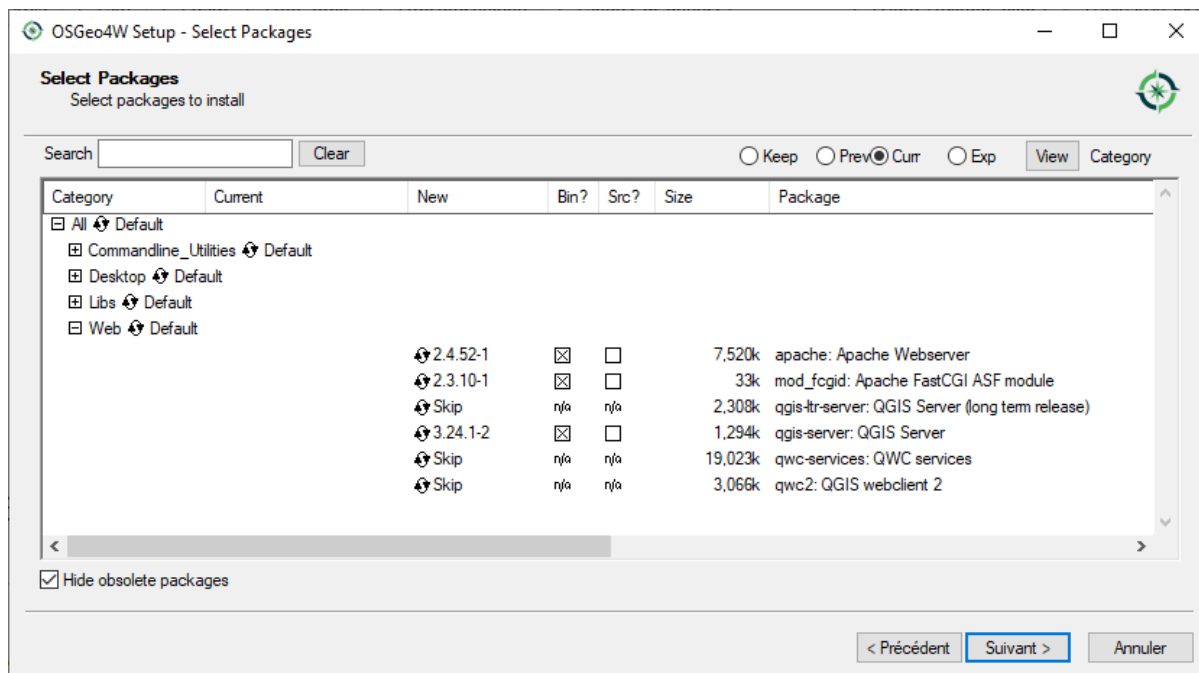 OSGeo4W Setup - Select Packages
Select Packages
Select packages to install
Search Clear Keep Prev Curr Exp View Category
Category Current New Bin? Src? Size Package
All Default
Commandline_Utilities Default
Desktop Default
Libs Default
Web Default
2.4.52-1 7,520k apache: Apache Webserver
2.3.10-1 33k mod_fcgid: Apache FastCGI ASF module
Skip n/a n/a 2,308k qgis-ltr-server: QGIS Server (long term release)
3.24.1-2 1,294k qgis-server: QGIS Server
Skip n/a n/a 19,023k qwc-services: QWC services
Skip n/a n/a 3,066k qwc2: QGIS webclient 2
Hide obsolete packages
< Précédent Suivant > Annuler